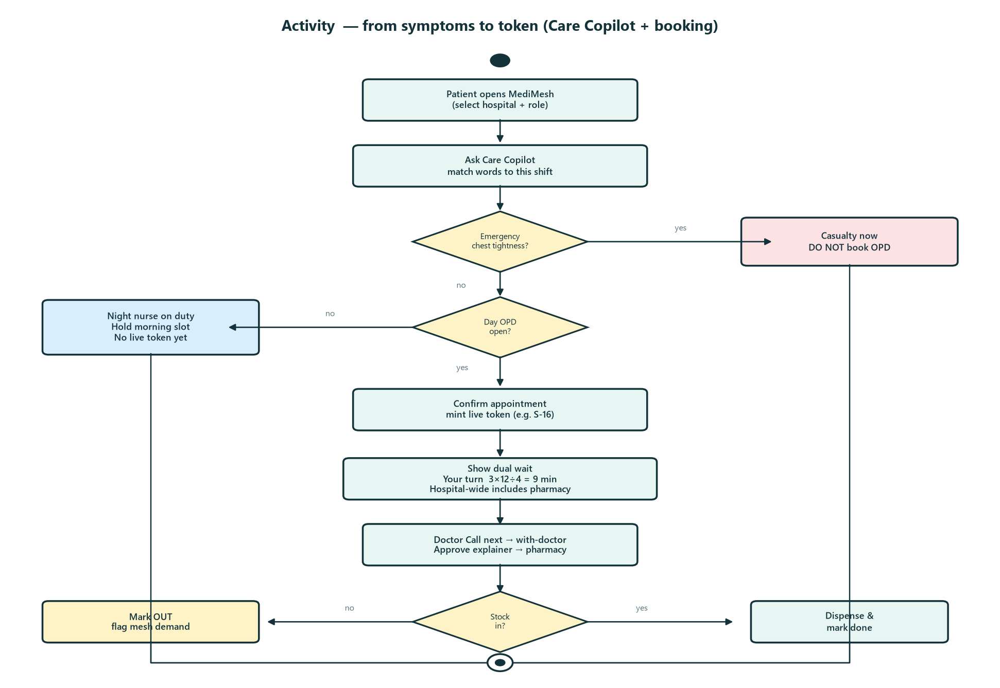 Activity — from symptoms to token (Care Copilot + booking)
Patient opens MediMesh
(select hospital + role)
Ask Care Copilot
match words to this shift
Emergency
chest tightness?
yes
Casualty now
DO NOT book OPD
no
Day OPD
open?
no
Night nurse on duty
Hold morning slot
No live token yet
yes
Confirm appointment
mint live token (e.g. S-16)
Show dual wait
Your turn 3×12÷4 = 9 min
Hospital-wide includes pharmacy
Doctor Call next → with-doctor
Approve explainer → pharmacy
Stock
in?
no
Mark OUT
flag mesh demand
yes
Dispense &
mark done